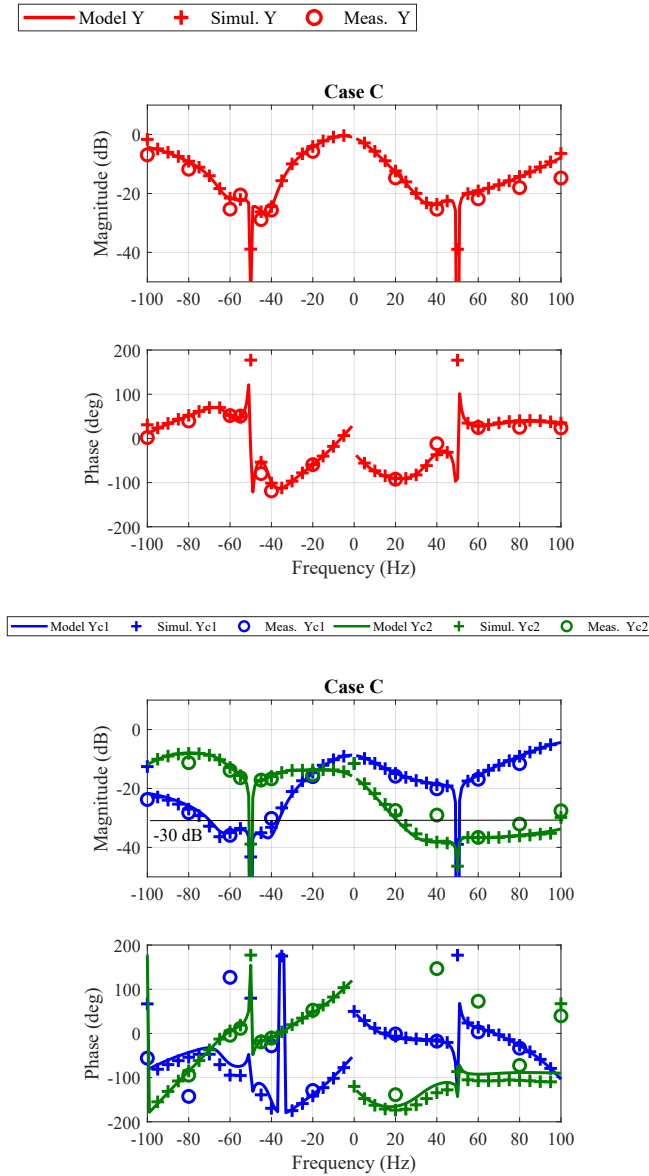 Model Y Simul. Y Meas. Y
Case C
Magnitude (dB)
0
-20
-40
-100 -80 -60 -40 -20 0 20 40 60 80 100
Phase (deg)
200
100
0
-100
-200
-100 -80 -60 -40 -20 0 20 40 60 80 100
Frequency (Hz)
Model Yc1 Simul. Yc1 Meas. Yc1 Model Yc2 Simul. Yc2 Meas. Yc2
Case C
Magnitude (dB)
0
-20
-30 dB
-40
-100 -80 -60 -40 -20 0 20 40 60 80 100
Phase (deg)
200
100
0
-100
-200
-100 -80 -60 -40 -20 0 20 40 60 80 100
Frequency (Hz)